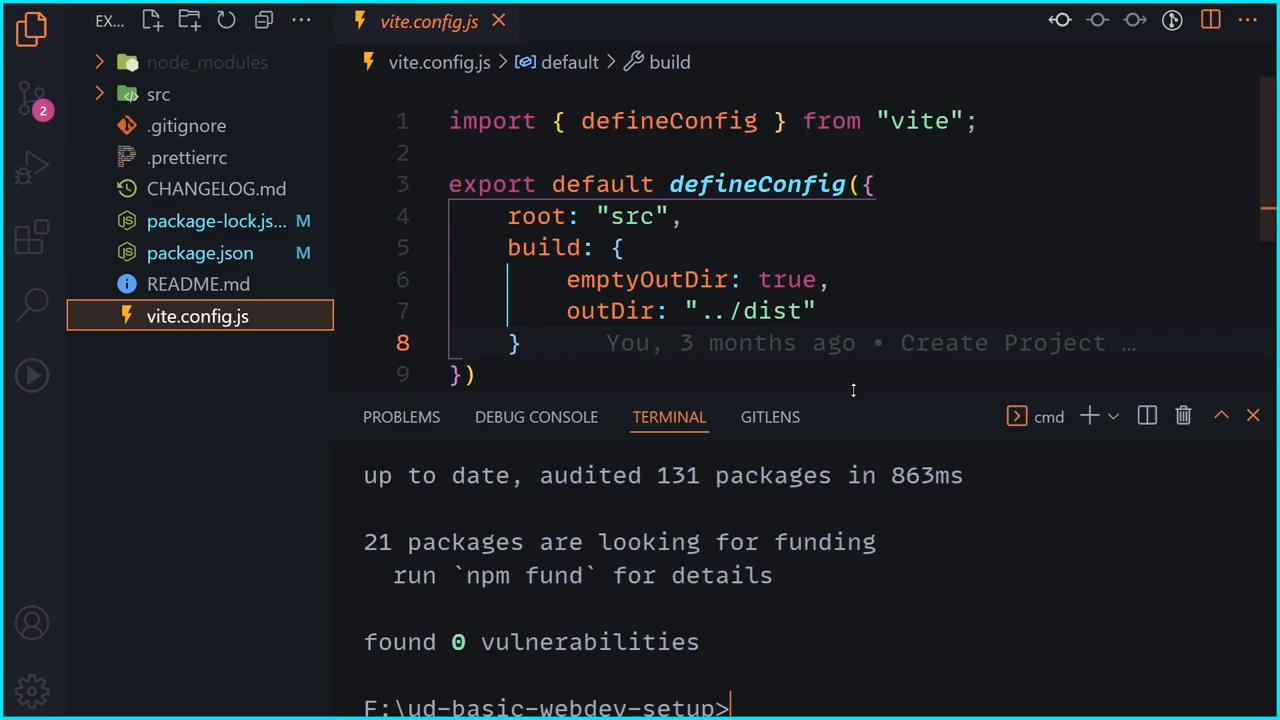 EX...
node_modules
src
.gitignore
.prettierrc
CHANGELOG.md
package-lock.js... M
package.json M
README.md
vite.config.js
2
vite.config.js
vite.config.js > default > build
1 import { defineConfig } from "vite";
2
3 export default defineConfig({
4 root: "src",
5 build: {
6 emptyOutDir: true,
7 outDir: "../dist"
8 } You, 3 months ago • Create Project …
9 })
PROBLEMS DEBUG CONSOLE TERMINAL GITLENS cmd
up to date, audited 131 packages in 863ms
21 packages are looking for funding
run `npm fund` for details
found 0 vulnerabilities
F:\ud-basic-webdev-setup>